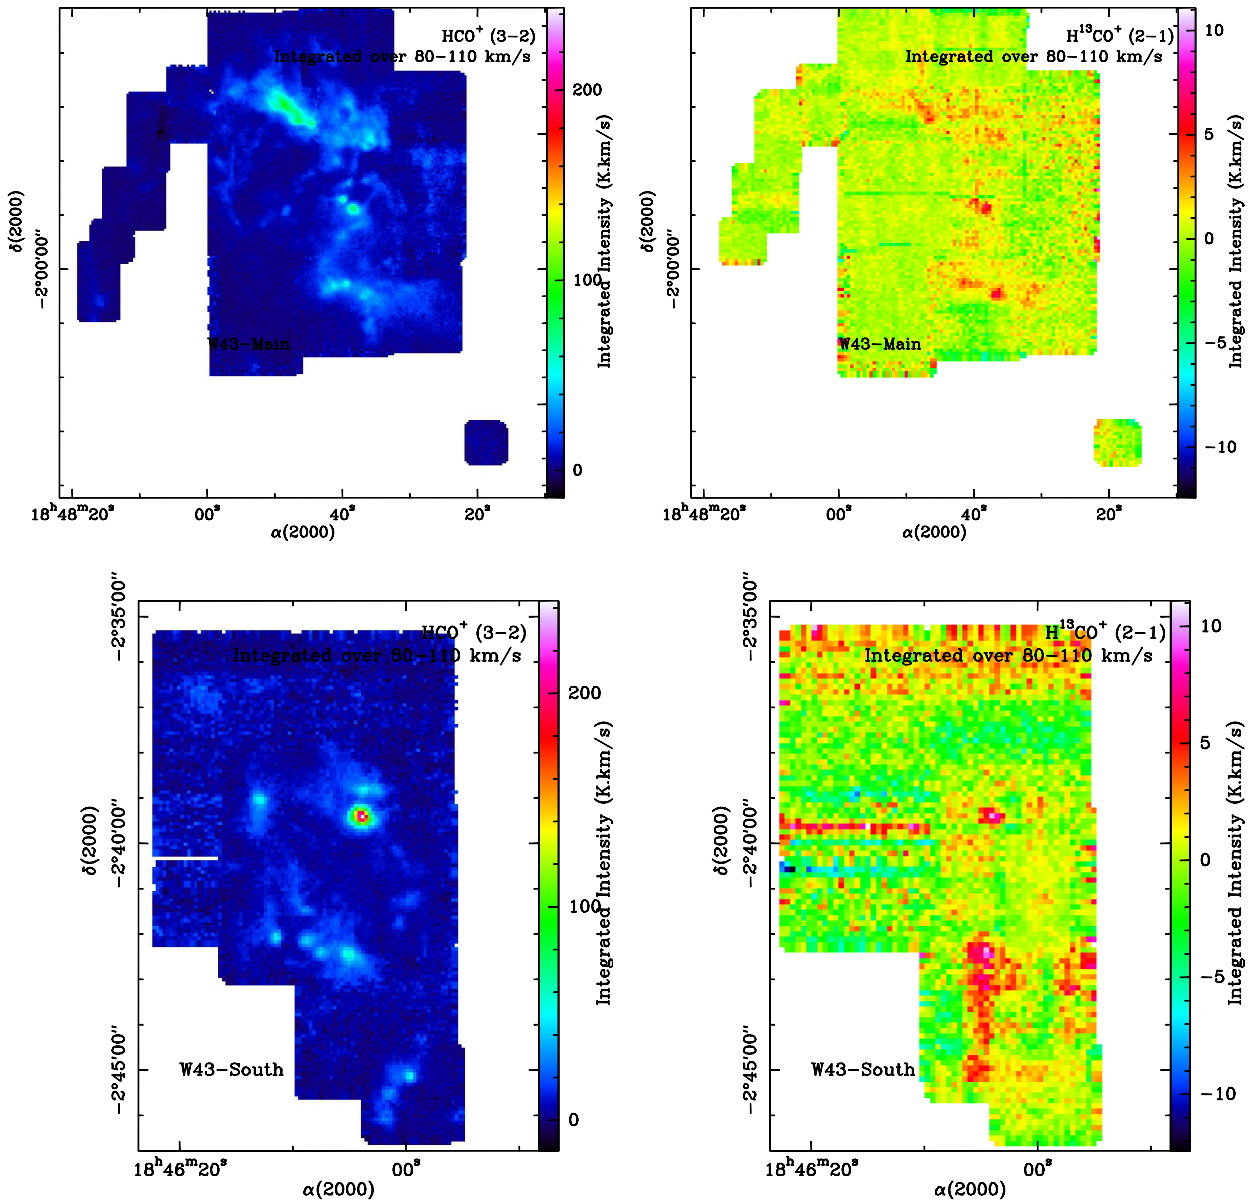 HCO⁺ (3−2)
Integrated over 80−110 km/s
W43−Main
δ(2000)
−2°00′00″
18ʰ48ᵐ20ˢ 00ˢ 40ˢ 20ˢ
α(2000)
200
100
0
Integrated Intensity (K.km/s)
H¹³CO⁺ (2−1)
Integrated over 80−110 km/s
W43−Main
δ(2000)
−2°00′00″
18ʰ48ᵐ20ˢ 00ˢ 40ˢ 20ˢ
α(2000)
10
5
0
−5
−10
Integrated Intensity (K.km/s)
HCO⁺ (3−2)
Integrated over 80−110 km/s
W43−South
δ(2000)
−2°35′00″
−2°40′00″
−2°45′00″
18ʰ46ᵐ20ˢ 00ˢ
α(2000)
200
100
0
Integrated Intensity (K.km/s)
H¹³CO⁺ (2−1)
Integrated over 80−110 km/s
W43−South
δ(2000)
−2°35′00″
−2°40′00″
−2°45′00″
18ʰ46ᵐ20ˢ 00ˢ
α(2000)
10
5
0
−5
−10
Integrated Intensity (K.km/s)